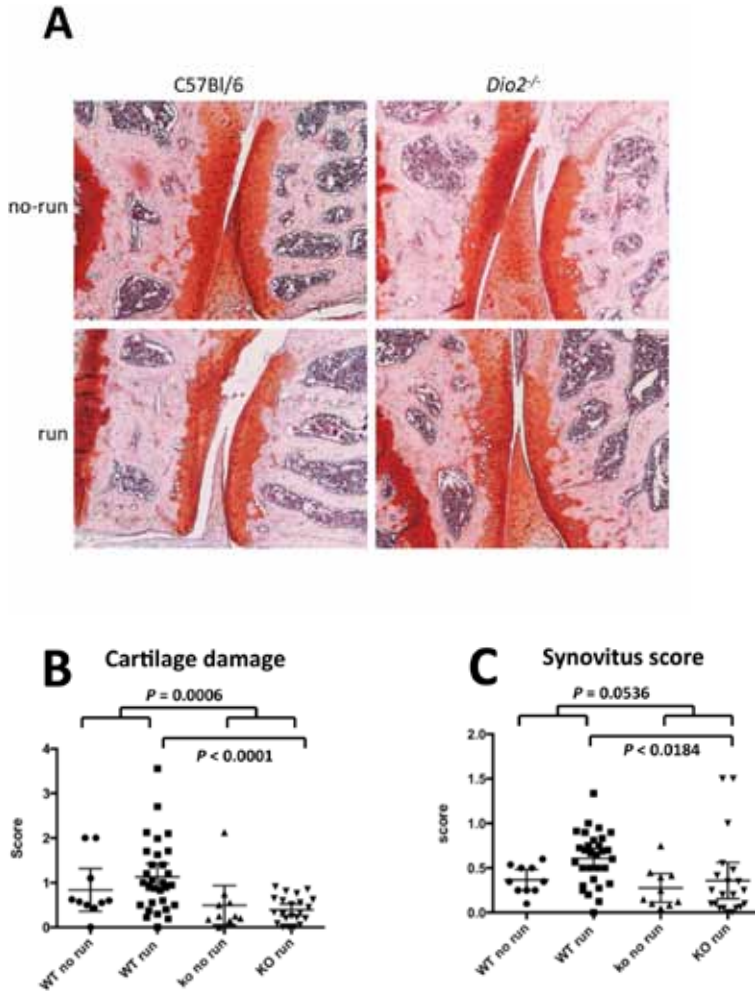 A
C57Bl/6 Dio2-/-
no-run
run
B Cartilage damage
P = 0.0006
P < 0.0001
4
3
2
1
0
Score
WT no run WT run ko no run KO run
C Synovitus score
P = 0.0536
P < 0.0184
2.0
1.5
1.0
0.5
0.0
score
WT no run WT run ko no run KO run